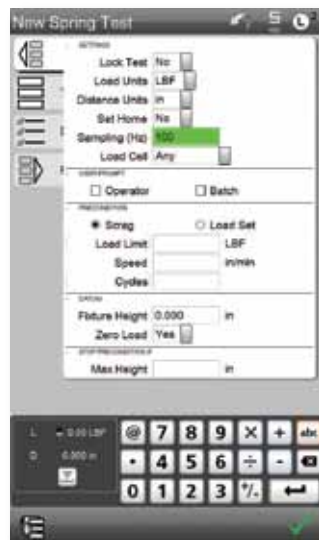 New Spring Test
SETTINGS
Lock Test No
Load Units LBF
Distance Units in
Set Home No
Sampling (Hz) 100
Load Cell Any
USER PROMPT
Operator Batch
PRECONDITION
Scrag Load Set
Load Limit LBF
Speed in/min
Cycles
DATUM
Fixture Height 0.000 in
Zero Load Yes
Max Height in
L 0.00 LBF @ 7 8 9 × + abc
D 0.000 in . 4 5 6 ÷ -
0 1 2 3 +/-